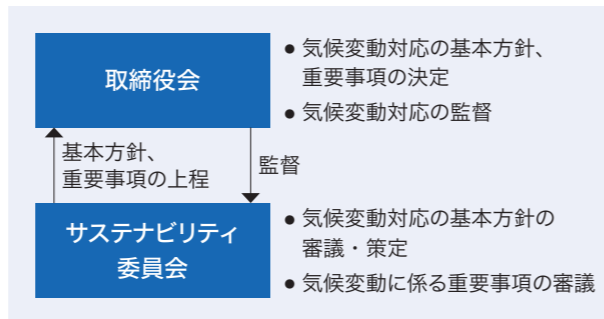 取締役会
● 気候変動対応の基本方針、
重要事項の決定
● 気候変動対応の監督
基本方針、
重要事項の上程
監督
サステナビリティ
委員会
● 気候変動対応の基本方針の
審議・策定
● 気候変動に係る重要事項の審議